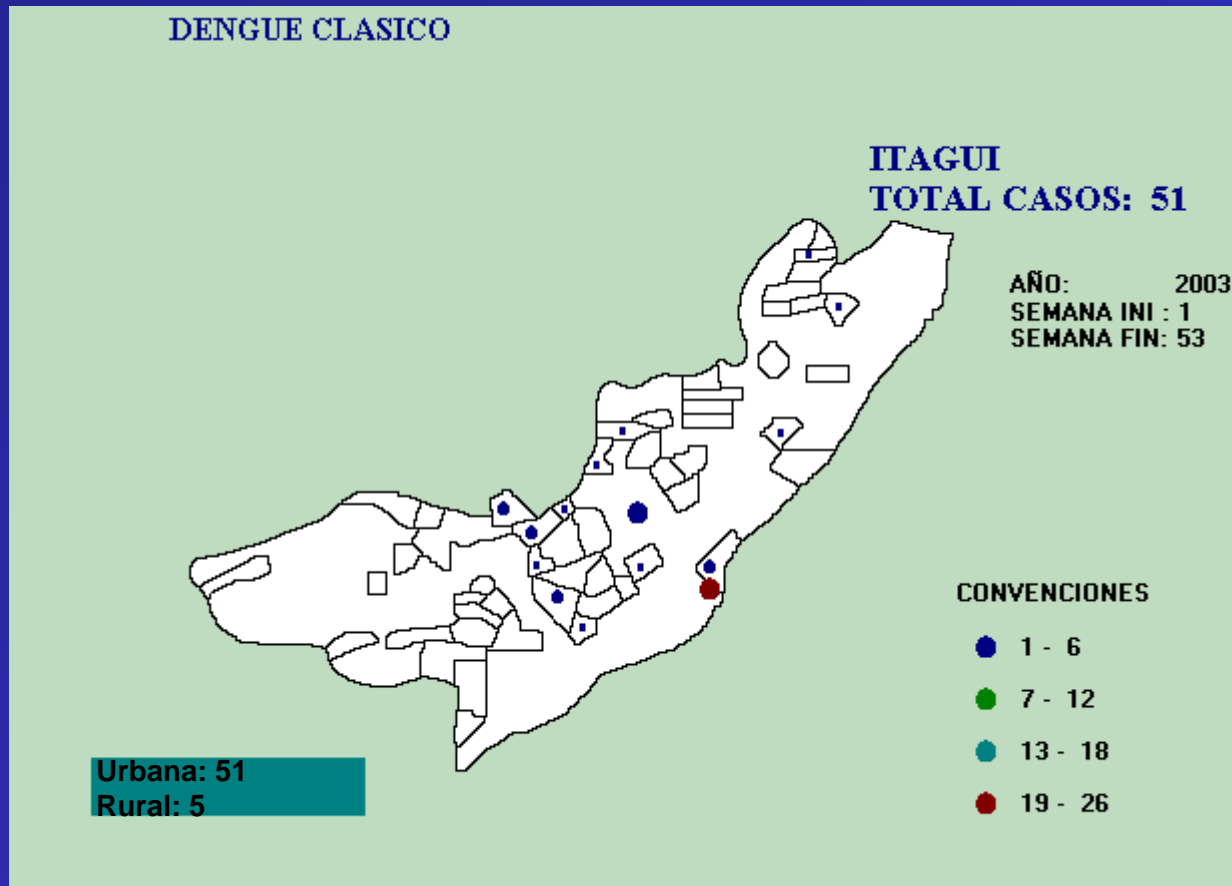 DENGUE CLASICO
ITAGUI
TOTAL CASOS: 51
AÑO: 2003
SEMANA INI : 1
SEMANA FIN: 53
CONVENCIONES
1 - 6
7 - 12
13 - 18
19 - 26
Urbana: 51
Rural: 5